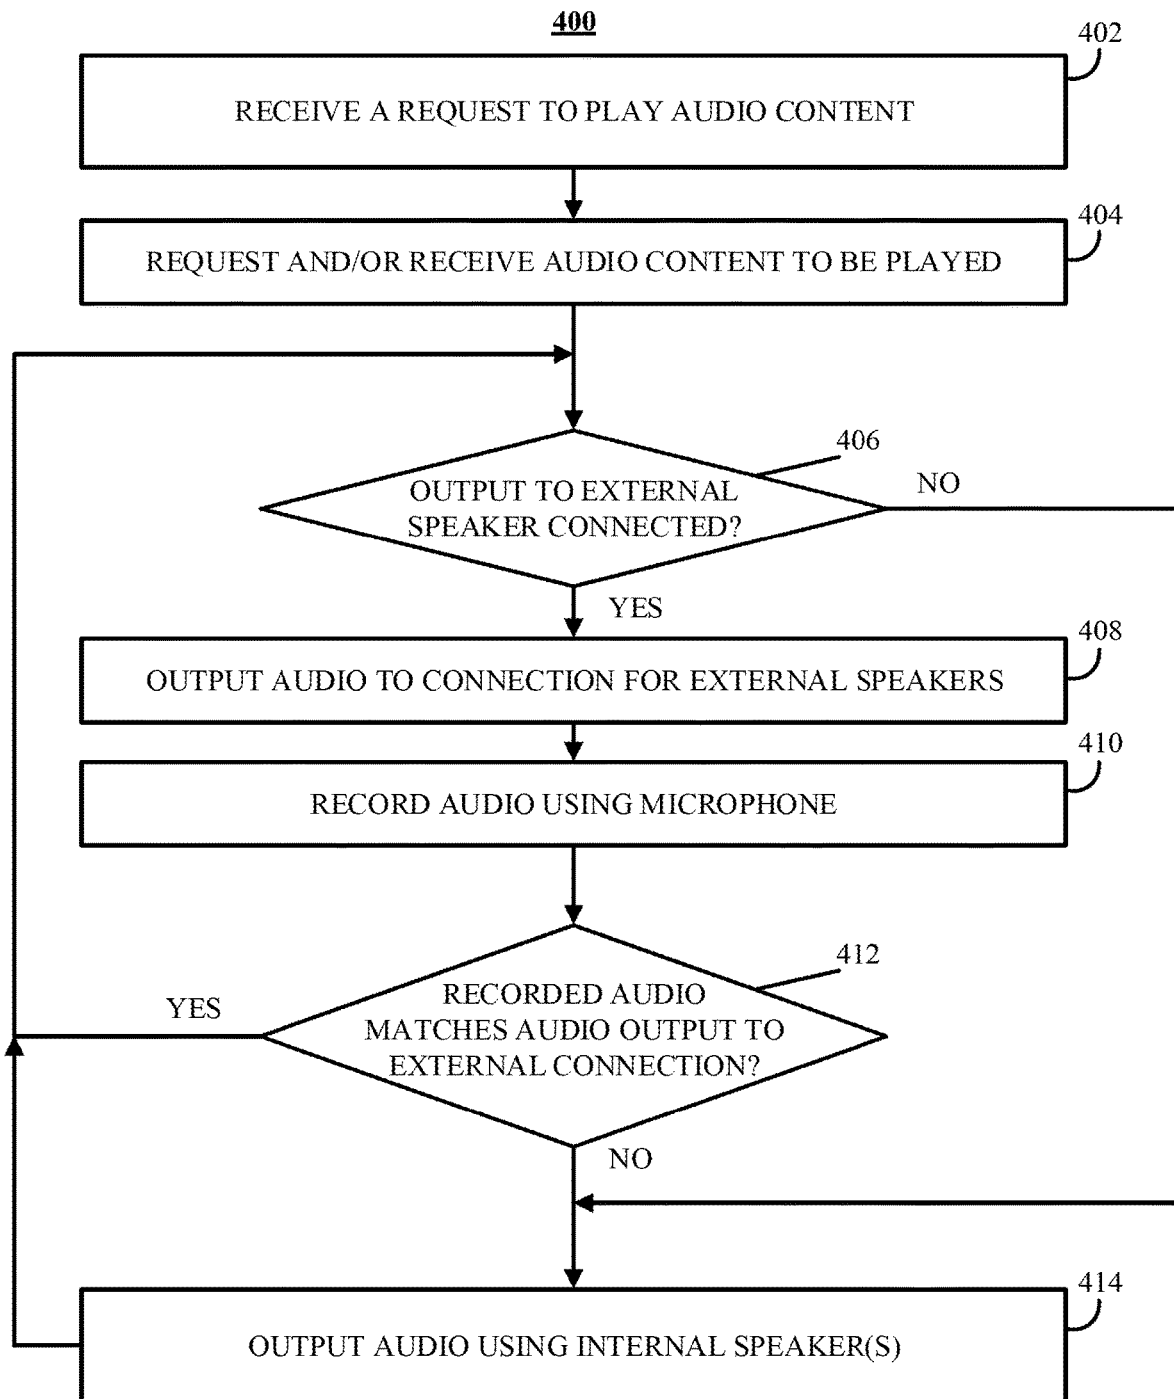 400
402
RECEIVE A REQUEST TO PLAY AUDIO CONTENT
404
REQUEST AND/OR RECEIVE AUDIO CONTENT TO BE PLAYED
406
OUTPUT TO EXTERNAL
SPEAKER CONNECTED?
NO
YES
408
OUTPUT AUDIO TO CONNECTION FOR EXTERNAL SPEAKERS
410
RECORD AUDIO USING MICROPHONE
412
RECORDED AUDIO
MATCHES AUDIO OUTPUT TO
EXTERNAL CONNECTION?
YES
NO
414
OUTPUT AUDIO USING INTERNAL SPEAKER(S)